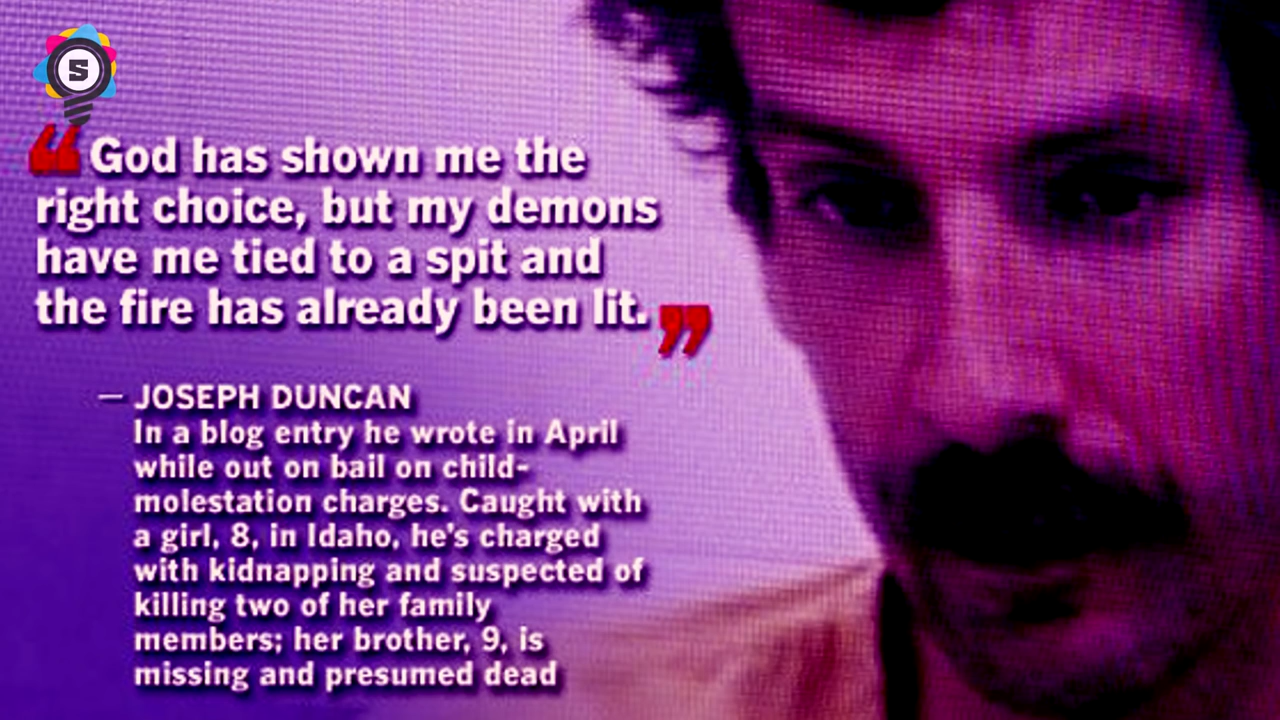 5
“God has shown me the
right choice, but my demons
have me tied to a spit and
the fire has already been lit.”
— JOSEPH DUNCAN
In a blog entry he wrote in April
while out on bail on child-
molestation charges. Caught with
a girl, 8, in Idaho, he's charged
with kidnapping and suspected of
killing two of her family
members; her brother, 9, is
missing and presumed dead